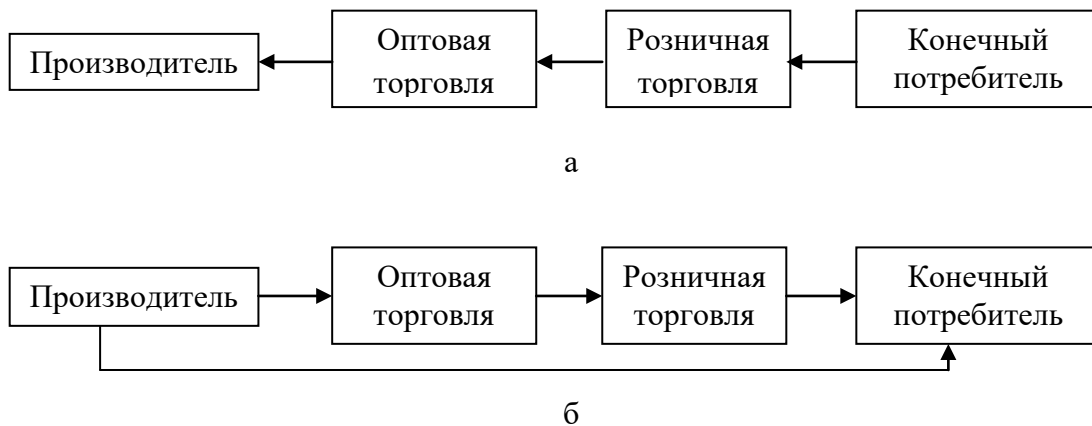 Производитель
Оптовая
торговля
Розничная
торговля
Конечный
потребитель
а
Производитель
Оптовая
торговля
Розничная
торговля
Конечный
потребитель
б